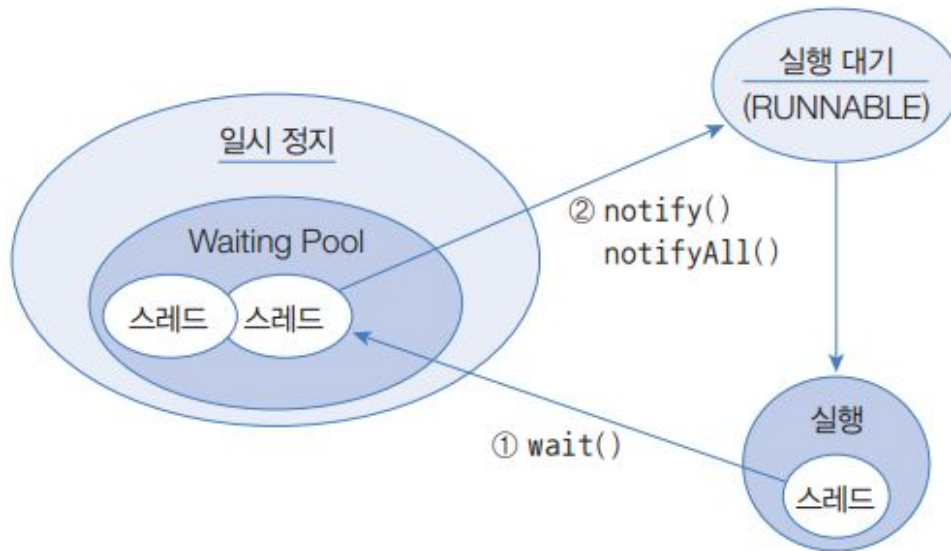 실행 대기
(RUNNABLE)
일시 정지
② notify()
notifyAll()
Waiting Pool
스레드
스레드
① wait()
실행
스레드